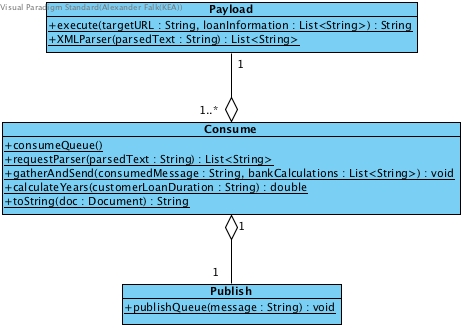 Visual Paradigm Standard(Alexander Falk(KEA))
Payload
+execute(targetURL : String, loanInformation : List<String>) : String
+XMLParser(parsedText : String) : List<String>
1
1..*
Consume
+consumeQueue()
+requestParser(parsedText : String) : List<String>
+gatherAndSend(consumedMessage : String, bankCalculations : List<String>) : void
+calculateYears(customerLoanDuration : String) : double
+toString(doc : Document) : String
1
1
Publish
+publishQueue(message : String) : void